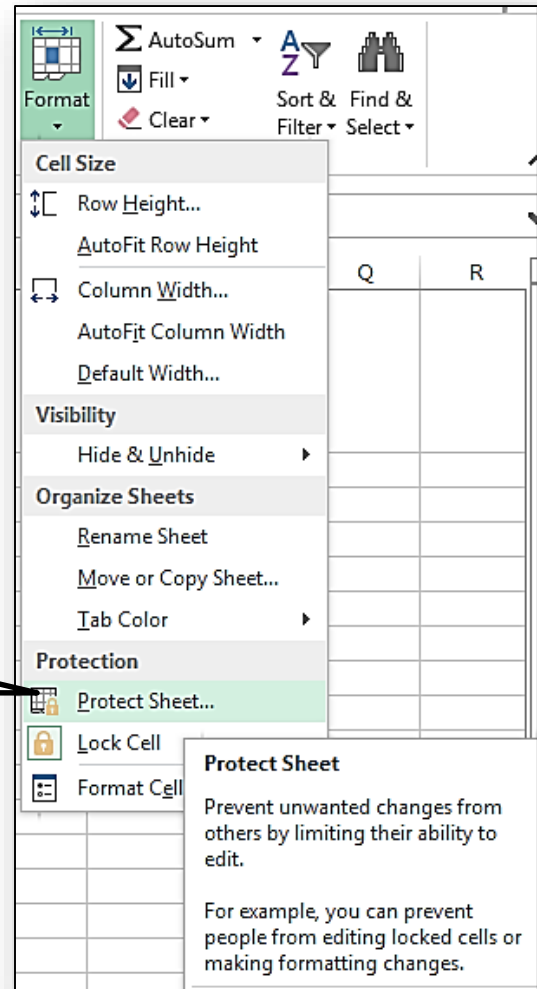 AutoSum
Fill
Clear
Format
Sort & Filter
Find & Select
Cell Size
Row Height...
AutoFit Row Height
Column Width...
AutoFit Column Width
Default Width...
Q R
Visibility
Hide & Unhide
Organize Sheets
Rename Sheet
Move or Copy Sheet...
Tab Color
Protection
Protect Sheet...
Lock Cell
Format Cell
Protect Sheet
Prevent unwanted changes from
others by limiting their ability to
edit.
For example, you can prevent
people from editing locked cells or
making formatting changes.